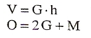 V = G · h
O = 2G + M